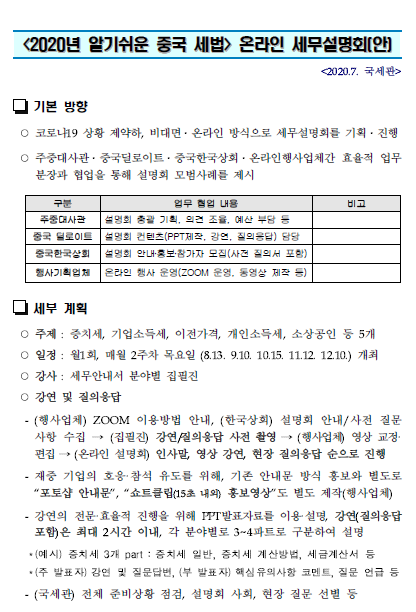 <2020년 알기쉬운 중국 세법> 온라인 세무설명회(안)
<2020.7. 국세관>
기본 방향
○ 코로나19 상황 제약하, 비대면·온라인 방식으로 세무설명회를 기획·진행
○ 주중대사관·중국딜로이트·중국한국상회·온라인행사업체간 효율적 업무
분장과 협업을 통해 설명회 모범사례를 제시
구분 업무 협업 내용 비고
주중대사관 설명회 총괄 기획, 의견 조율, 예산 부담 등
중국 딜로이트 설명회 컨텐츠(PPT제작, 강연, 질의응답) 담당
중국한국상회 설명회 안내·홍보·참가자 모집(사전 질의서 포함)
행사기획업체 온라인 행사 운영(ZOOM 운영, 동영상 제작 등)
세부 계획
○ 주제 : 증치세, 기업소득세, 이전가격, 개인소득세, 소상공인 등 5개
○ 일정 : 월1회, 매월 2주차 목요일 (8.13. 9.10. 10.15. 11.12. 12.10.) 개최
○ 강사 : 세무안내서 분야별 집필진
○ 강연 및 질의응답
- (행사업체) ZOOM 이용방법 안내, (한국상회) 설명회 안내/사전 질문
사항 수집 → (집필진) 강연/질의응답 사전 촬영 → (행사업체) 영상 교정·
편집 → (온라인 설명회) 인사말, 영상 강연, 현장 질의응답 순으로 진행
- 재중 기업의 호응·참석 유도를 위해, 기존 안내문 방식 홍보와 별도로
"포토샵 안내문", "쇼트클립(15초 내외) 홍보영상"도 별도 제작(행사업체)
- 강연의 전문·효율적 진행을 위해 PPT발표자료를 이용·설명, 강연(질의응답
포함)은 최대 2시간 이내, 각 분야별로 3~4파트로 구분하여 설명
* (예시) 증치세 3개 part : 증치세 일반, 증치세 계산방법, 세금계산서 등
* (주 발표자) 강연 및 질문답변, (부 발표자) 핵심유의사항 코멘트, 질문 언급 등
- (국세관) 전체 준비상황 점검, 설명회 사회, 현장 질문 선별 등